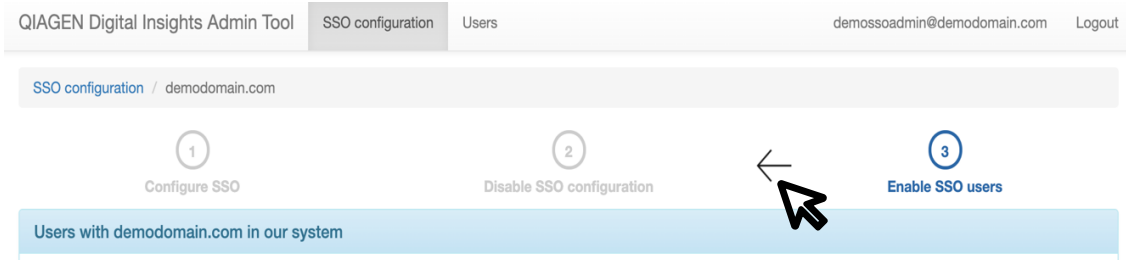 QIAGEN Digital Insights Admin Tool SSO configuration Users demossoadmin@demodomain.com Logout
SSO configuration / demodomain.com
1 2 3
Configure SSO Disable SSO configuration Enable SSO users
Users with demodomain.com in our system